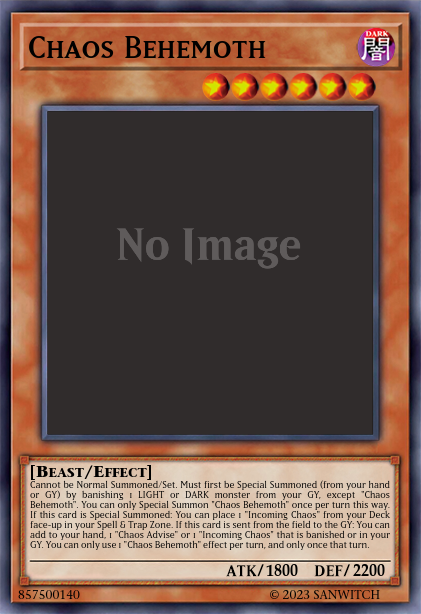 CHAOS BEHEMOTH
DARK
闇
No Image
[BEAST/EFFECT]
Cannot be Normal Summoned/Set. Must first be Special Summoned (from your hand
or GY) by banishing 1 LIGHT or DARK monster from your GY, except "Chaos
Behemoth". You can only Special Summon "Chaos Behemoth" once per turn this way.
If this card is Special Summoned: You can place 1 "Incoming Chaos" from your Deck
face-up in your Spell & Trap Zone. If this card is sent from the field to the GY: You can
add to your hand, 1 "Chaos Advise" or 1 "Incoming Chaos" that is banished or in your
GY. You can only use 1 "Chaos Behemoth" effect per turn, and only once that turn.
ATK/1800 DEF/2200
857500140 © 2023 SANWITCH